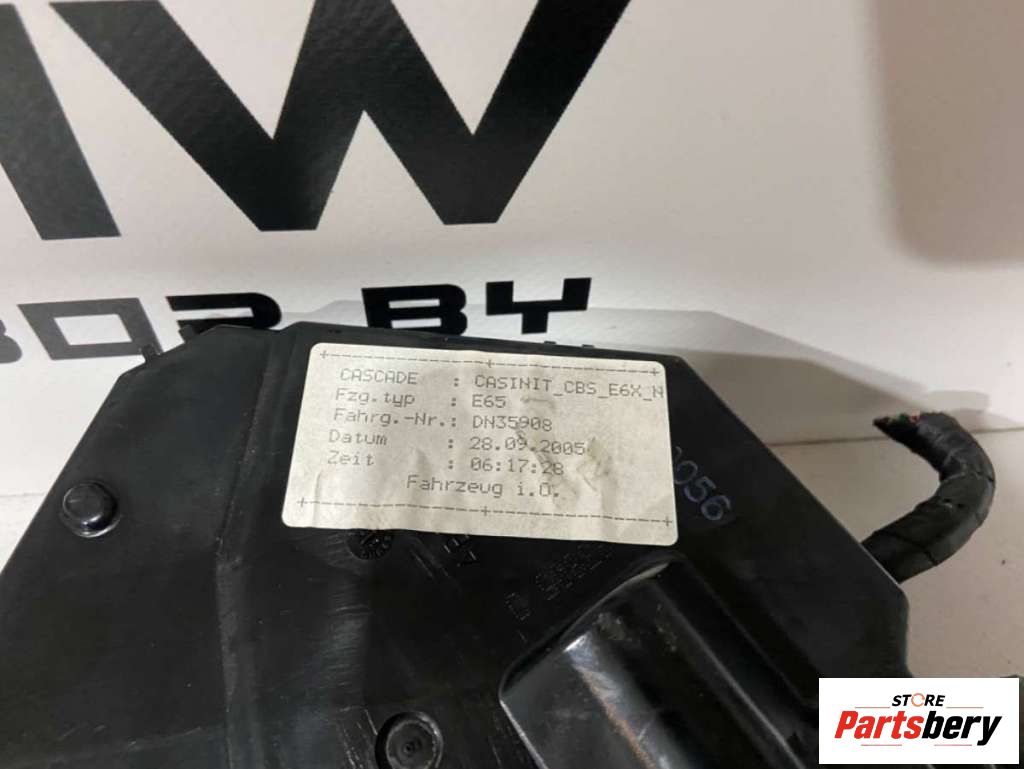 BY
CASCADE : CASINIT_CBS_E6X_N
Fzg.typ : E65
Fahrg.-Nr.: DN35908
Datum : 28.09.2005
Zeit : 06:17:28
Fahrzeug i.O.
STORE
Partsbery